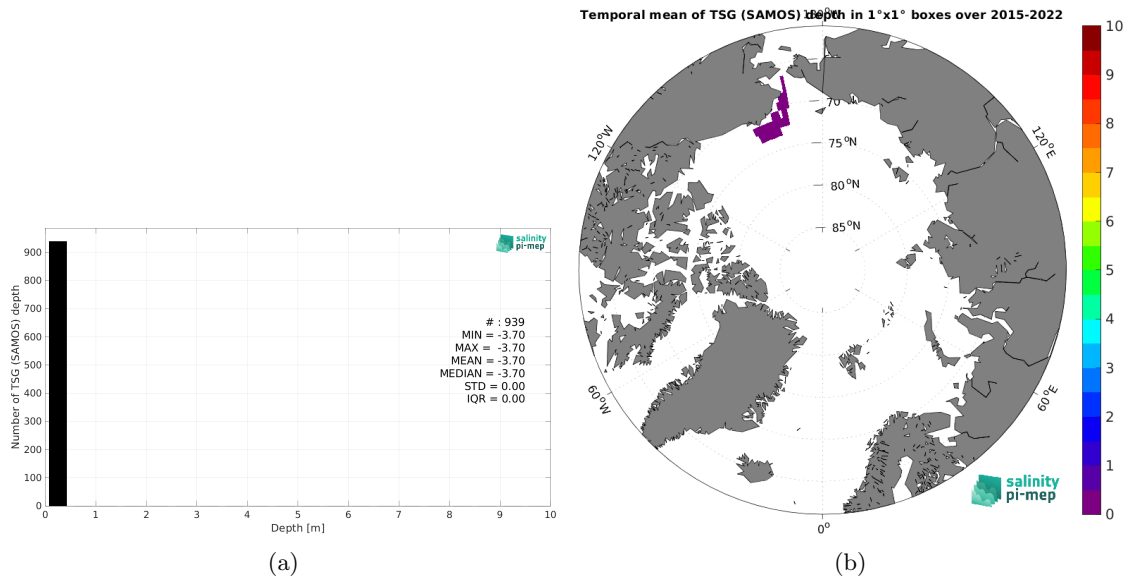 Temporal mean of TSG (SAMOS) depth in 1°x1° boxes over 2015-2022
180°W
Number of TSG (SAMOS) depth
900
800
700
600
500
400
300
200
100
0
salinity
pi-mep
# : 939
MIN = -3.70
MAX = -3.70
MEAN = -3.70
MEDIAN = -3.70
STD = 0.00
IQR = 0.00
0 1 2 3 4 5 6 7 8 9 10
Depth [m]
(a)
120°W
120°E
75°N
80°N
85°N
60°W
60°E
0°
70°N
salinity
pi-mep
10
9
8
7
6
5
4
3
2
1
0
(b)